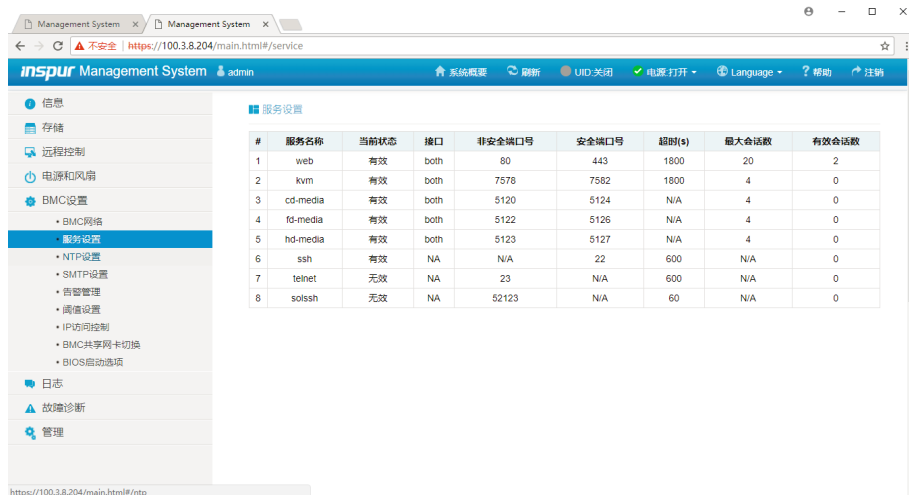 Management System × Management System ×
不安全 https://100.3.8.204/main.html#/service
inspur Management System admin 系统概要 刷新 UID:关闭 电源:打开 Language 帮助 注销
信息
存储
远程控制
电源和风扇
BMC设置
• BMC网络
• 服务设置
• NTP设置
• SMTP设置
• 告警管理
• 阈值设置
• IP访问控制
• BMC共享网卡切换
• BIOS启动选项
日志
故障诊断
管理
服务设置
# 服务名称 当前状态 接口 非安全端口号 安全端口号 超时(s) 最大会话数 有效会话数
1 web 有效 both 80 443 1800 20 2
2 kvm 有效 both 7578 7582 1800 4 0
3 cd-media 有效 both 5120 5124 N/A 4 0
4 fd-media 有效 both 5122 5126 N/A 4 0
5 hd-media 有效 both 5123 5127 N/A 4 0
6 ssh 有效 NA N/A 22 600 N/A 0
7 telnet 无效 NA 23 N/A 600 N/A 0
8 solssh 无效 NA 52123 N/A 60 N/A 0
https://100.3.8.204/main.html#/ntp